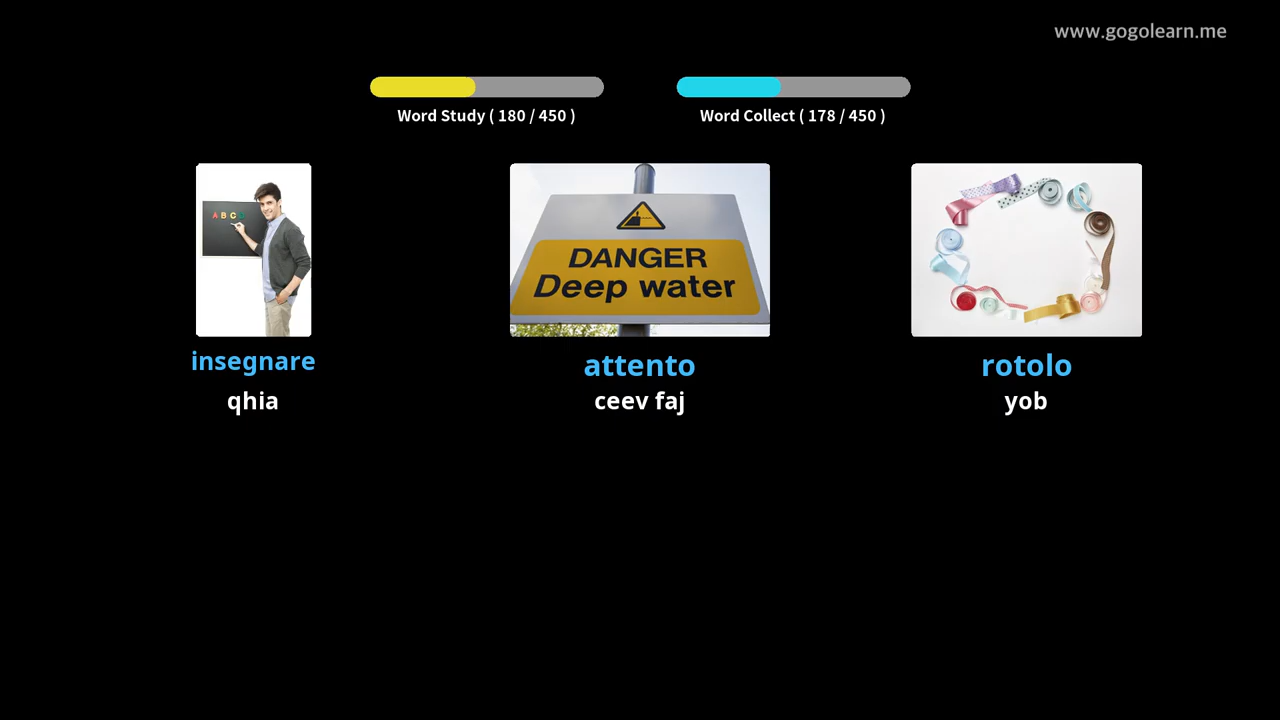 www.gogolearn.me
Word Study ( 180 / 450 )
Word Collect ( 178 / 450 )
A B C D
DANGER
Deep water
insegnare
attento
rotolo
qhia
ceev faj
yob